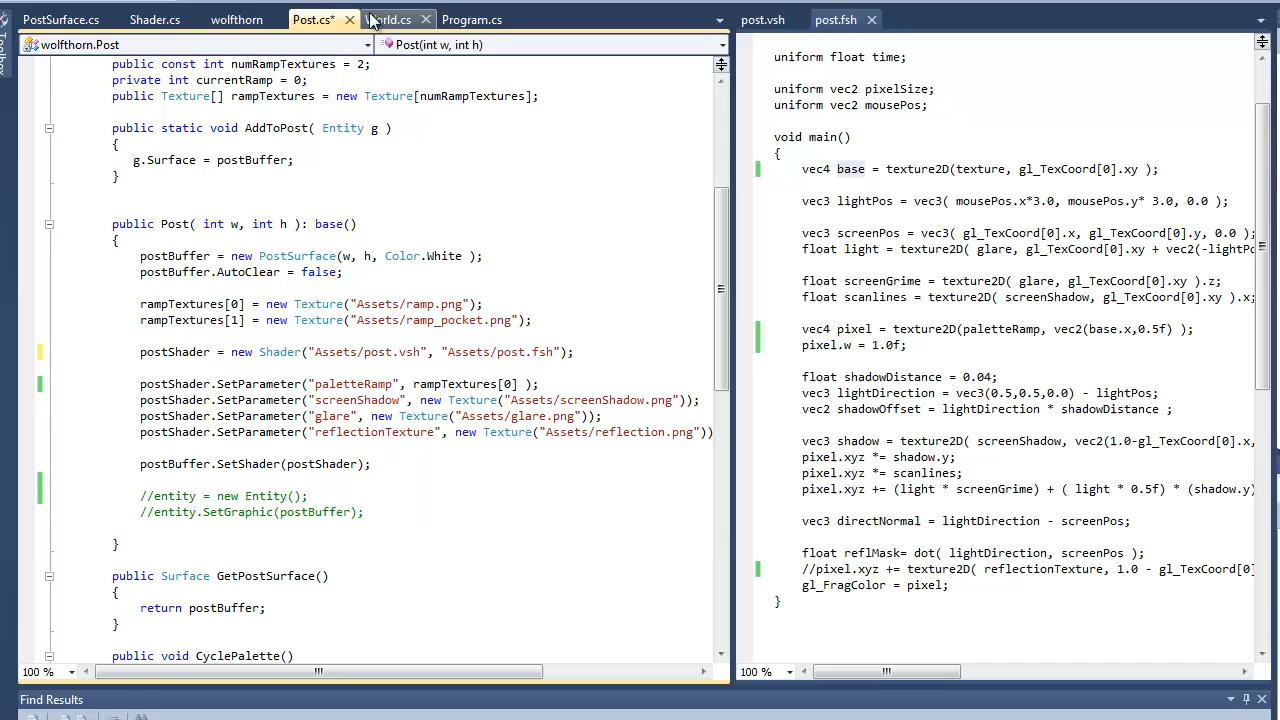 PostSurface.cs Shader.cs wolfthorn Post.cs* World.cs Program.cs
wolfthorn.Post Post(int w, int h)
public const int numRampTextures = 2;
private int currentRamp = 0;
public Texture[] rampTextures = new Texture[numRampTextures];
public static void AddToPost( Entity g )
{
g.Surface = postBuffer;
}
public Post( int w, int h ): base()
{
postBuffer = new PostSurface(w, h, Color.White );
postBuffer.AutoClear = false;
rampTextures[0] = new Texture("Assets/ramp.png");
rampTextures[1] = new Texture("Assets/ramp_pocket.png");
postShader = new Shader("Assets/post.vsh", "Assets/post.fsh");
postShader.SetParameter("paletteRamp", rampTextures[0] );
postShader.SetParameter("screenShadow", new Texture("Assets/screenShadow.png"));
postShader.SetParameter("glare", new Texture("Assets/glare.png"));
postShader.SetParameter("reflectionTexture", new Texture("Assets/reflection.png"))
postBuffer.SetShader(postShader);
//entity = new Entity();
//entity.SetGraphic(postBuffer);
}
public Surface GetPostSurface()
{
return postBuffer;
}
public void CyclePalette()
100 %
post.vsh post.fsh
uniform float time;
uniform vec2 pixelSize;
uniform vec2 mousePos;
void main()
{
vec4 base = texture2D(texture, gl_TexCoord[0].xy );
vec3 lightPos = vec3( mousePos.x*3.0, mousePos.y* 3.0, 0.0 );
vec3 screenPos = vec3( gl_TexCoord[0].x, gl_TexCoord[0].y, 0.0 );
float light = texture2D( glare, gl_TexCoord[0].xy + vec2(-lightPo
float screenGrime = texture2D( glare, gl_TexCoord[0].xy ).z;
float scanlines = texture2D( screenShadow, gl_TexCoord[0].xy ).x;
vec4 pixel = texture2D(paletteRamp, vec2(base.x,0.5f) );
pixel.w = 1.0f;
float shadowDistance = 0.04;
vec3 lightDirection = vec3(0.5,0.5,0.0) - lightPos;
vec2 shadowOffset = lightDirection * shadowDistance ;
vec3 shadow = texture2D( screenShadow, vec2(1.0-gl_TexCoord[0].x,
pixel.xyz *= shadow.y;
pixel.xyz *= scanlines;
pixel.xyz += (light * screenGrime) + ( light * 0.5f) * (shadow.y)
vec3 directNormal = lightDirection - screenPos;
float reflMask= dot( lightDirection, screenPos );
//pixel.xyz += texture2D( reflectionTexture, 1.0 - gl_TexCoord[0]
gl_FragColor = pixel;
}
100 %
Find Results